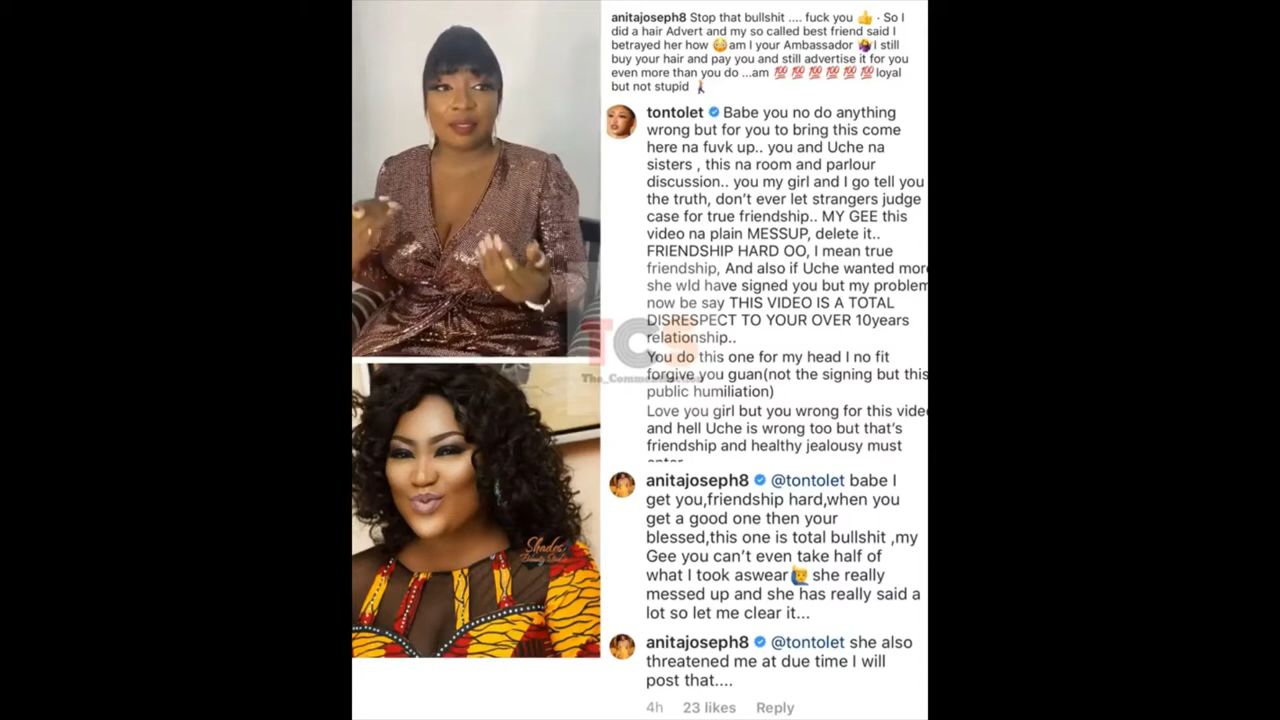 anitajoseph8 Stop that bullshit .... fuck you 👍 · So I
did a hair Advert and my so called best friend said I
betrayed her how 😳am I your Ambassador 🤷‍♀️I still
buy your hair and pay you and still advertise it for you
even more than you do ...am 💯 💯 💯 💯 💯 💯loyal
but not stupid 🚶‍♀️
tontolet Babe you no do anything
wrong but for you to bring this come
here na fuvk up.. you and Uche na
sisters , this na room and parlour
discussion.. you my girl and I go tell you
the truth, don't ever let strangers judge
case for true friendship.. MY GEE this
video na plain MESSUP, delete it..
FRIENDSHIP HARD OO, I mean true
friendship, And also if Uche wanted more
she wld have signed you but my problem
now be say THIS VIDEO IS A TOTAL
DISRESPECT TO YOUR OVER 10years
relationship..
You do this one for my head I no fit
forgive you guan(not the signing but this
public humiliation)
Love you girl but you wrong for this video
and hell Uche is wrong too but that's
friendship and healthy jealousy must
enter
TCS
Shades
Beauty Studio
anitajoseph8 @tontolet babe I
get you,friendship hard,when you
get a good one then your
blessed,this one is total bullshit ,my
Gee you can't even take half of
what I took aswear🙋‍♂️ she really
messed up and she has really said a
lot so let me clear it...
anitajoseph8 @tontolet she also
threatened me at due time I will
post that....
4h 23 likes Reply